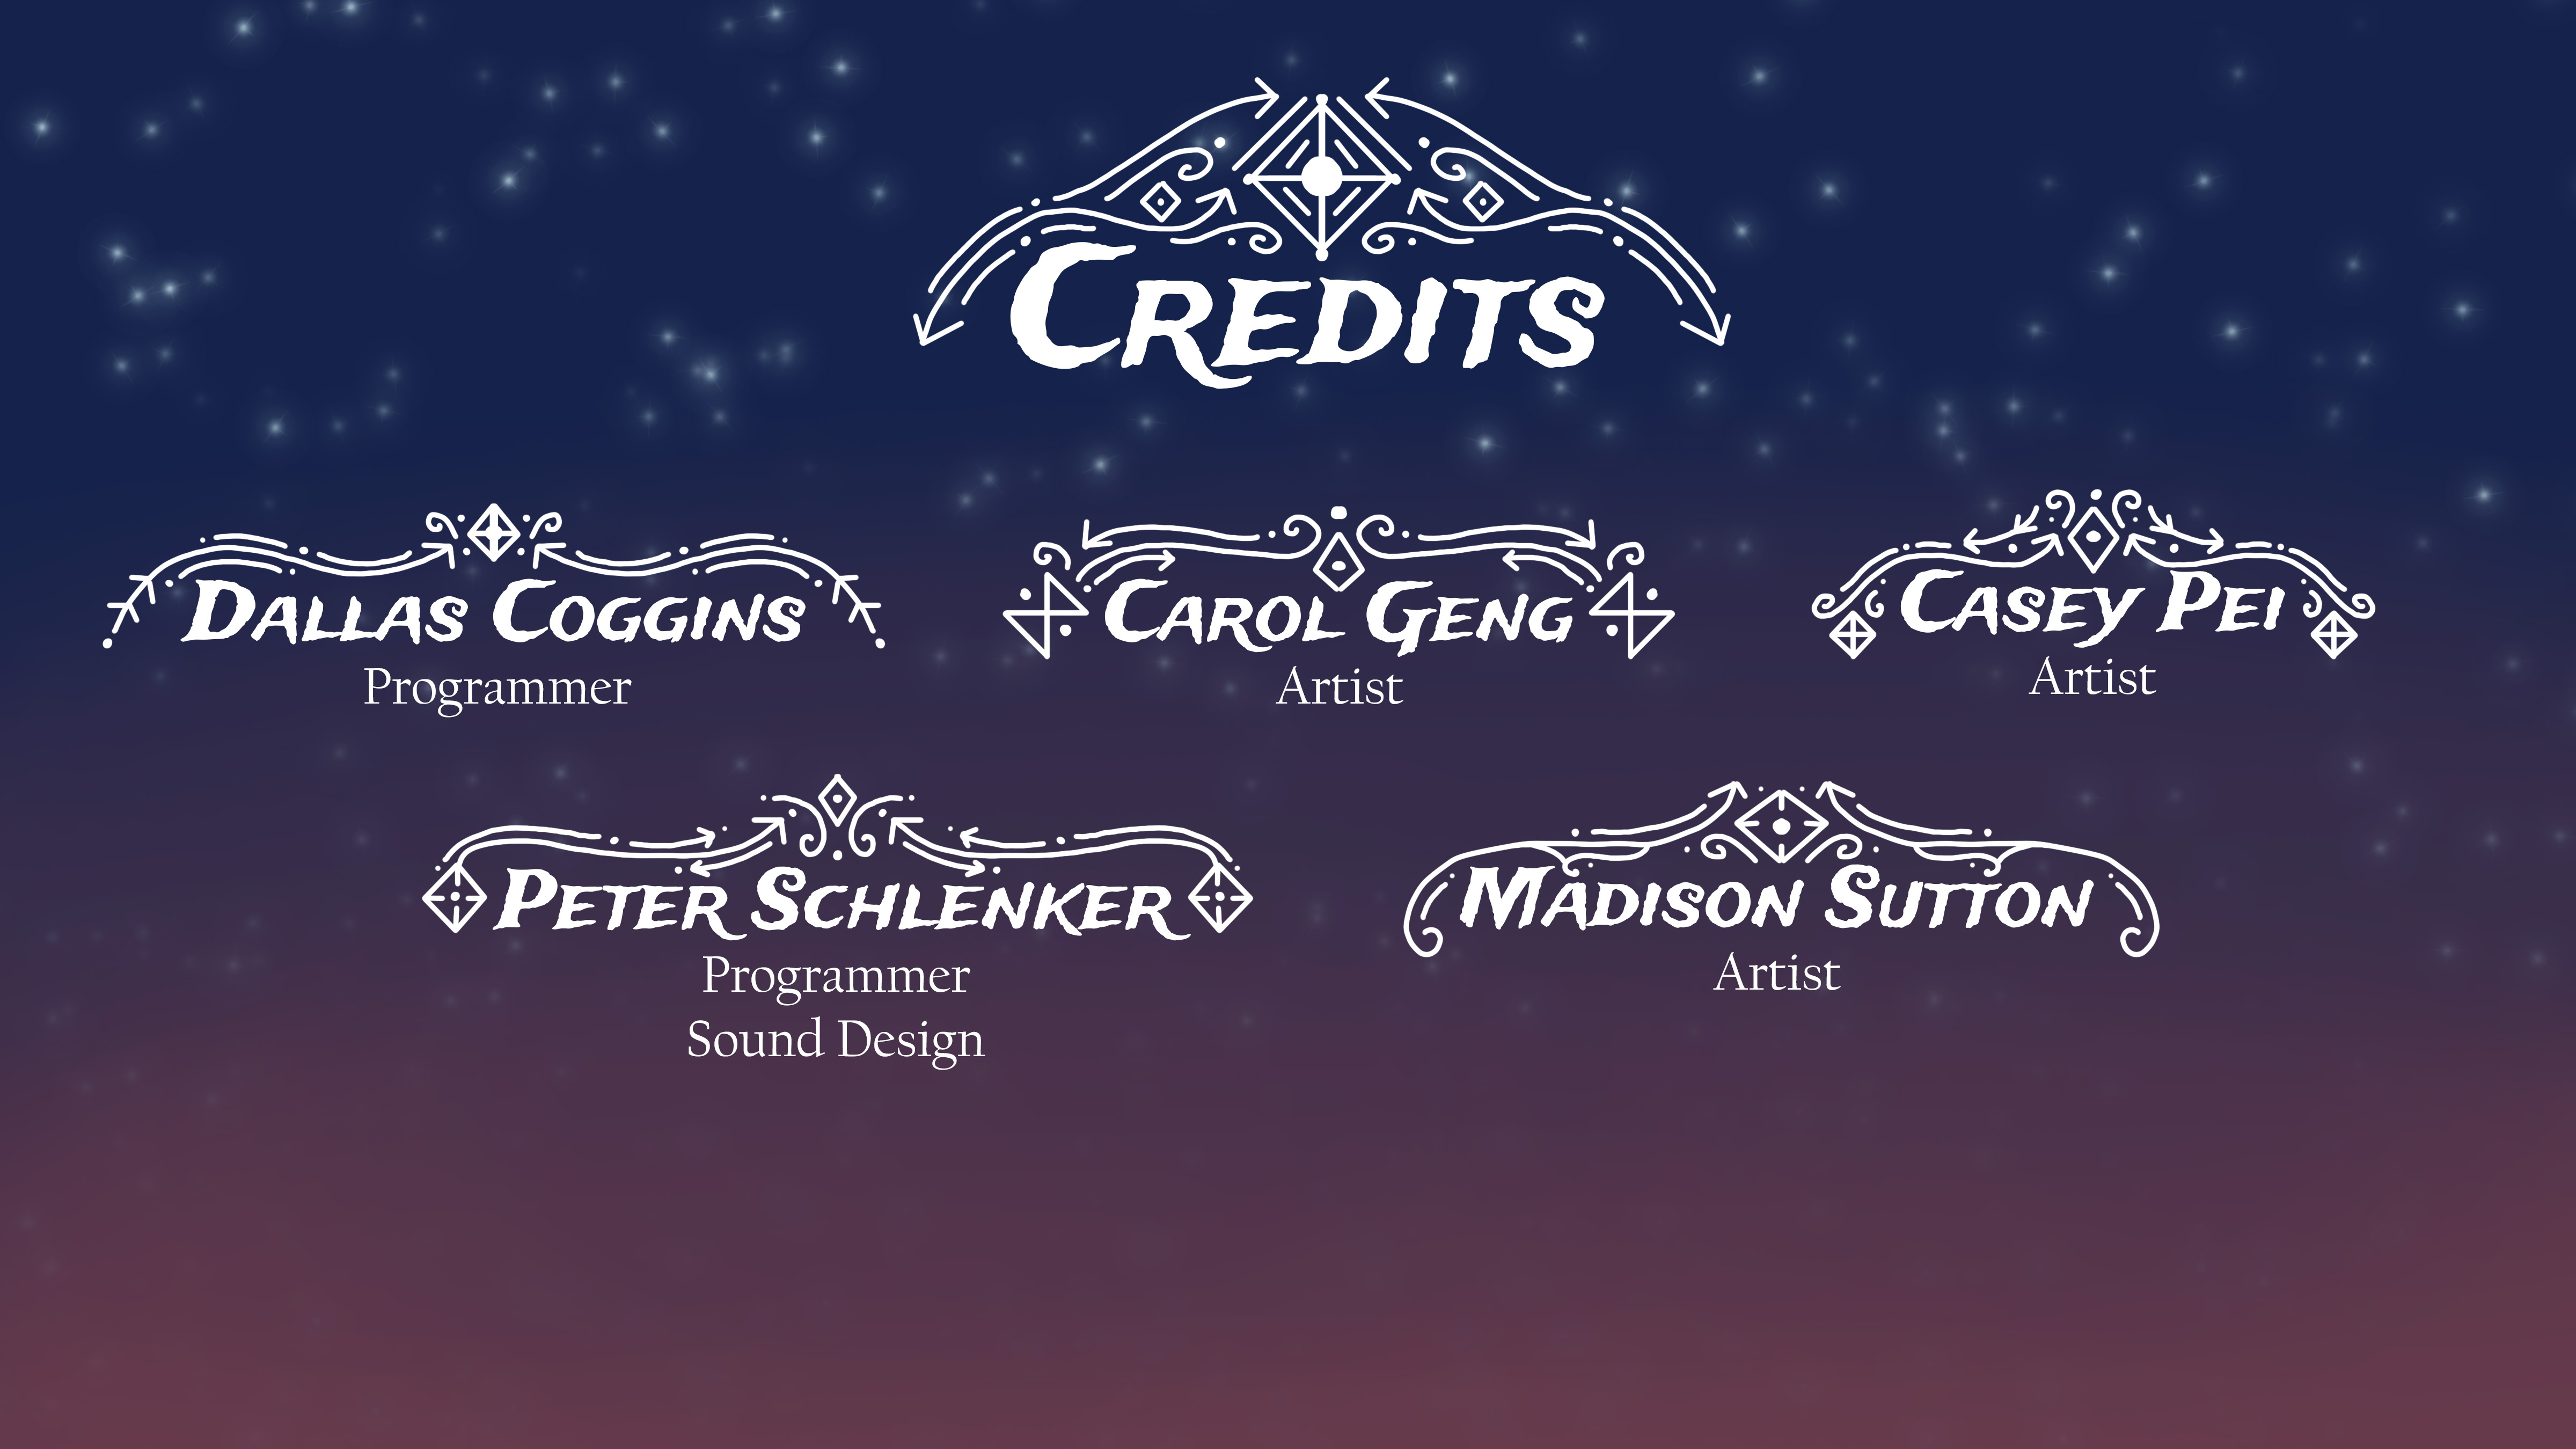 Credits
Dallas Coggins
Programmer
Carol Geng
Artist
Casey Pei
Artist
Peter Schlenker
Programmer
Sound Design
Madison Sutton
Artist